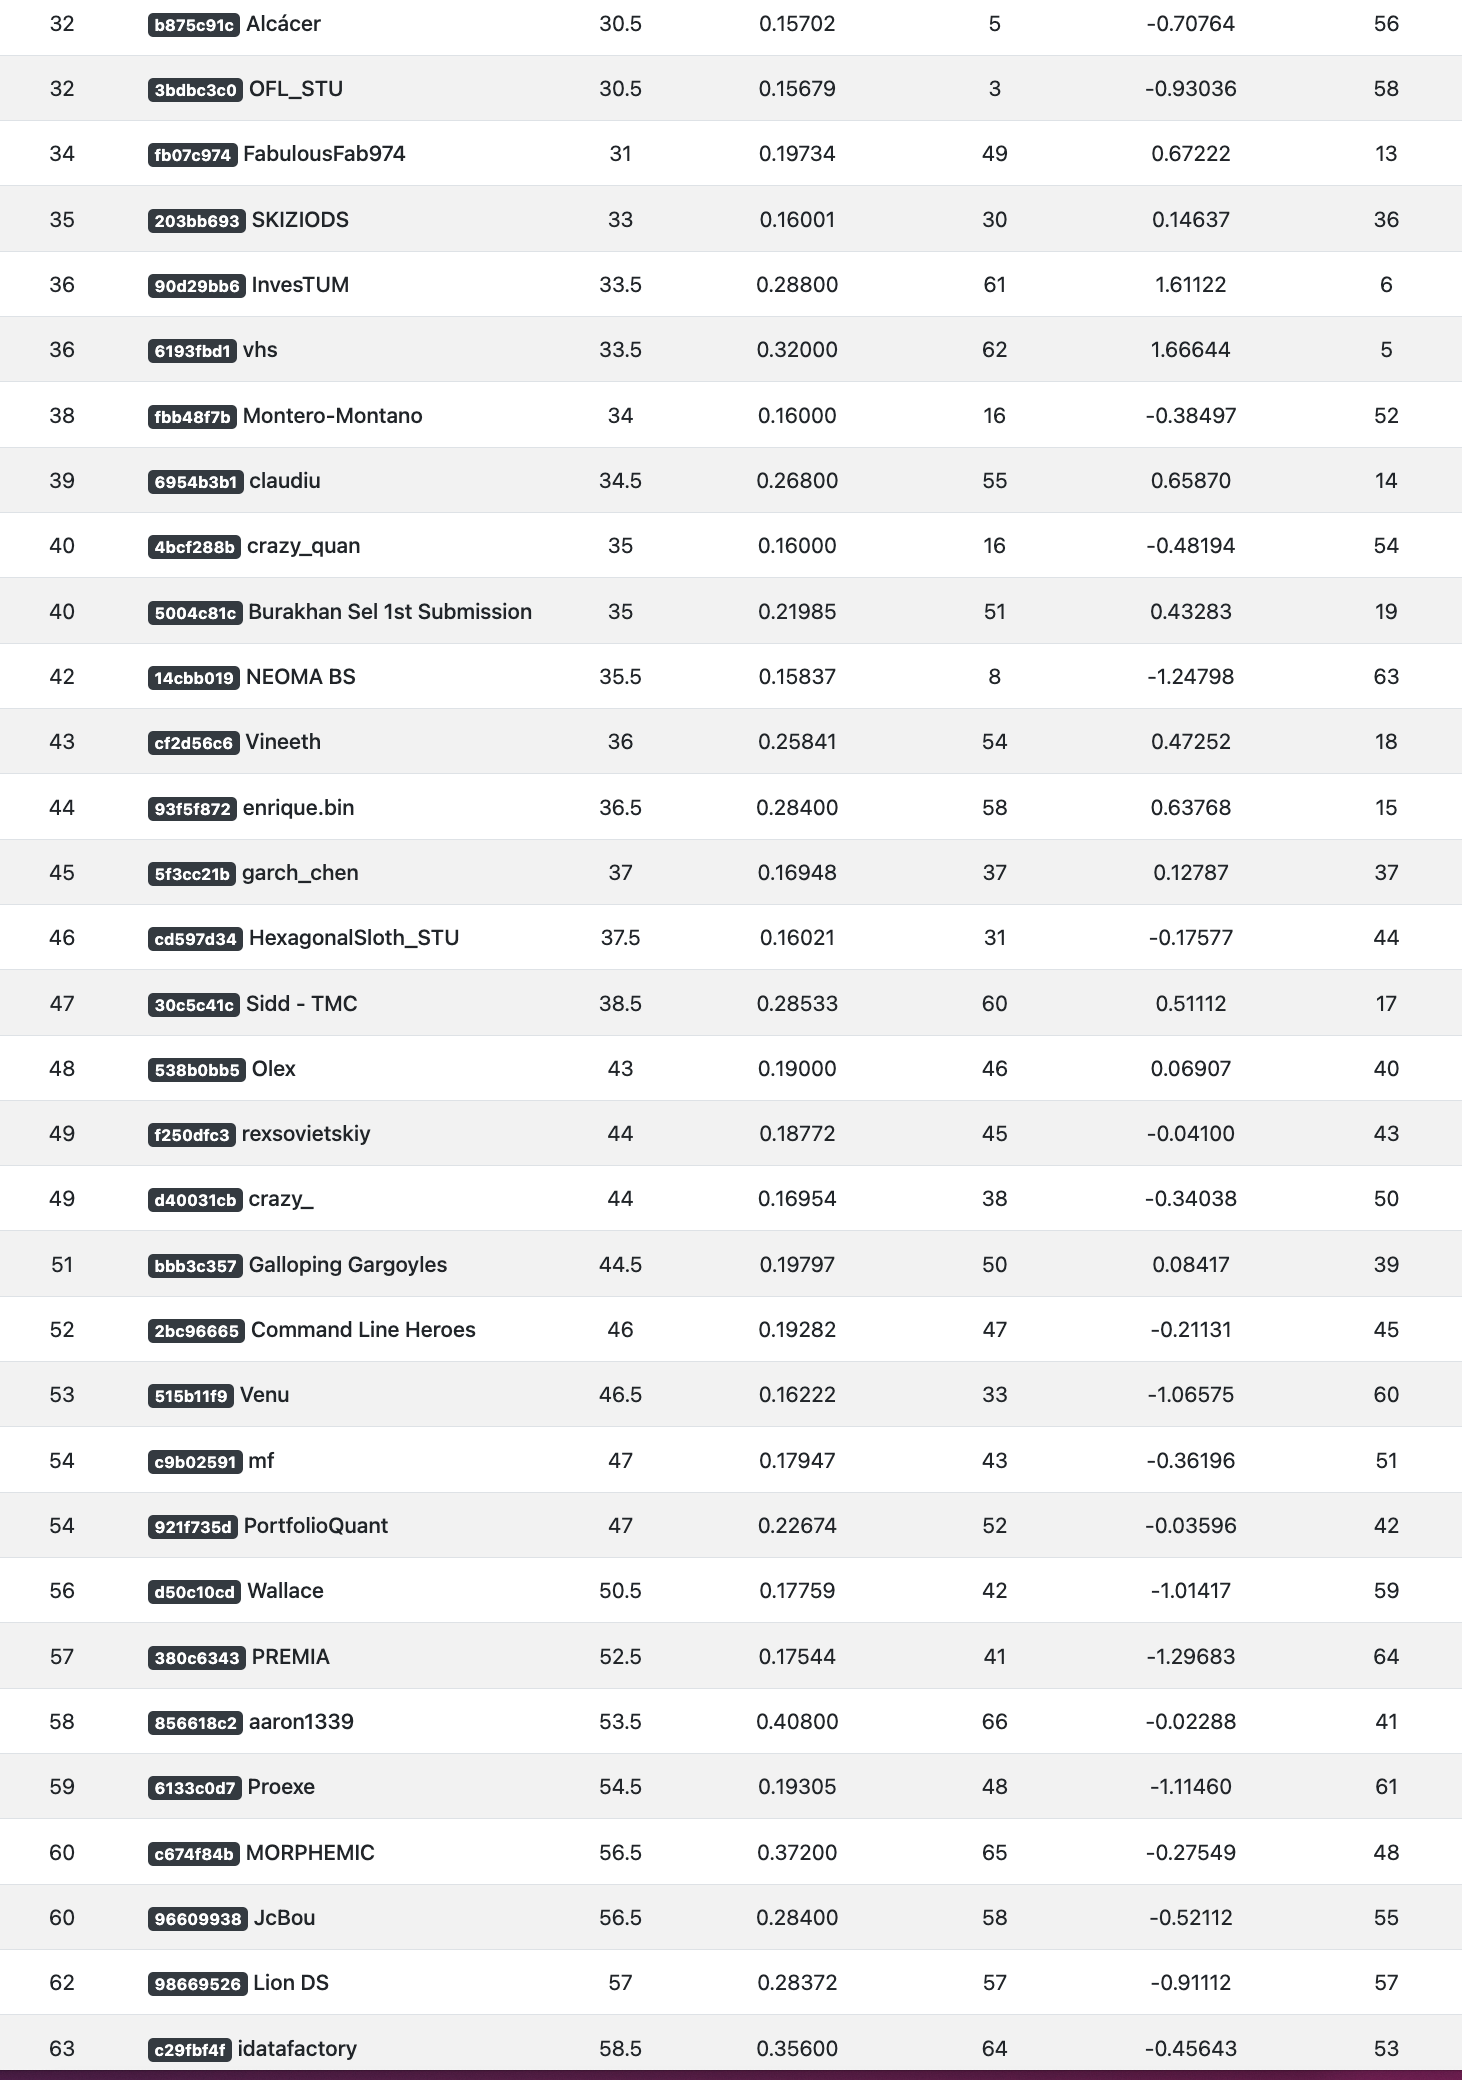 32 b875c91c Alcácer 30.5 0.15702 5 -0.70764 56
32 3bdbc3c0 OFL_STU 30.5 0.15679 3 -0.93036 58
34 fb07c974 FabulousFab974 31 0.19734 49 0.67222 13
35 203bb693 SKIZIODS 33 0.16001 30 0.14637 36
36 90d29bb6 InvesTUM 33.5 0.28800 61 1.61122 6
36 6193fbd1 vhs 33.5 0.32000 62 1.66644 5
38 fbb48f7b Montero-Montano 34 0.16000 16 -0.38497 52
39 6954b3b1 claudiu 34.5 0.26800 55 0.65870 14
40 4bcf288b crazy_quan 35 0.16000 16 -0.48194 54
40 5004c81c Burakhan Sel 1st Submission 35 0.21985 51 0.43283 19
42 14cbb019 NEOMA BS 35.5 0.15837 8 -1.24798 63
43 cf2d56c6 Vineeth 36 0.25841 54 0.47252 18
44 93f5f872 enrique.bin 36.5 0.28400 58 0.63768 15
45 5f3cc21b garch_chen 37 0.16948 37 0.12787 37
46 cd597d34 HexagonalSloth_STU 37.5 0.16021 31 -0.17577 44
47 30c5c41c Sidd - TMC 38.5 0.28533 60 0.51112 17
48 538b0bb5 Olex 43 0.19000 46 0.06907 40
49 f250dfc3 rexsovietskiy 44 0.18772 45 -0.04100 43
49 d40031cb crazy_ 44 0.16954 38 -0.34038 50
51 bbb3c357 Galloping Gargoyles 44.5 0.19797 50 0.08417 39
52 2bc96665 Command Line Heroes 46 0.19282 47 -0.21131 45
53 515b11f9 Venu 46.5 0.16222 33 -1.06575 60
54 c9b02591 mf 47 0.17947 43 -0.36196 51
54 921f735d PortfolioQuant 47 0.22674 52 -0.03596 42
56 d50c10cd Wallace 50.5 0.17759 42 -1.01417 59
57 380c6343 PREMIA 52.5 0.17544 41 -1.29683 64
58 856618c2 aaron1339 53.5 0.40800 66 -0.02288 41
59 6133c0d7 Proexe 54.5 0.19305 48 -1.11460 61
60 c674f84b MORPHEMIC 56.5 0.37200 65 -0.27549 48
60 96609938 JcBou 56.5 0.28400 58 -0.52112 55
62 98669526 Lion DS 57 0.28372 57 -0.91112 57
63 c29fbf4f idatafactory 58.5 0.35600 64 -0.45643 53